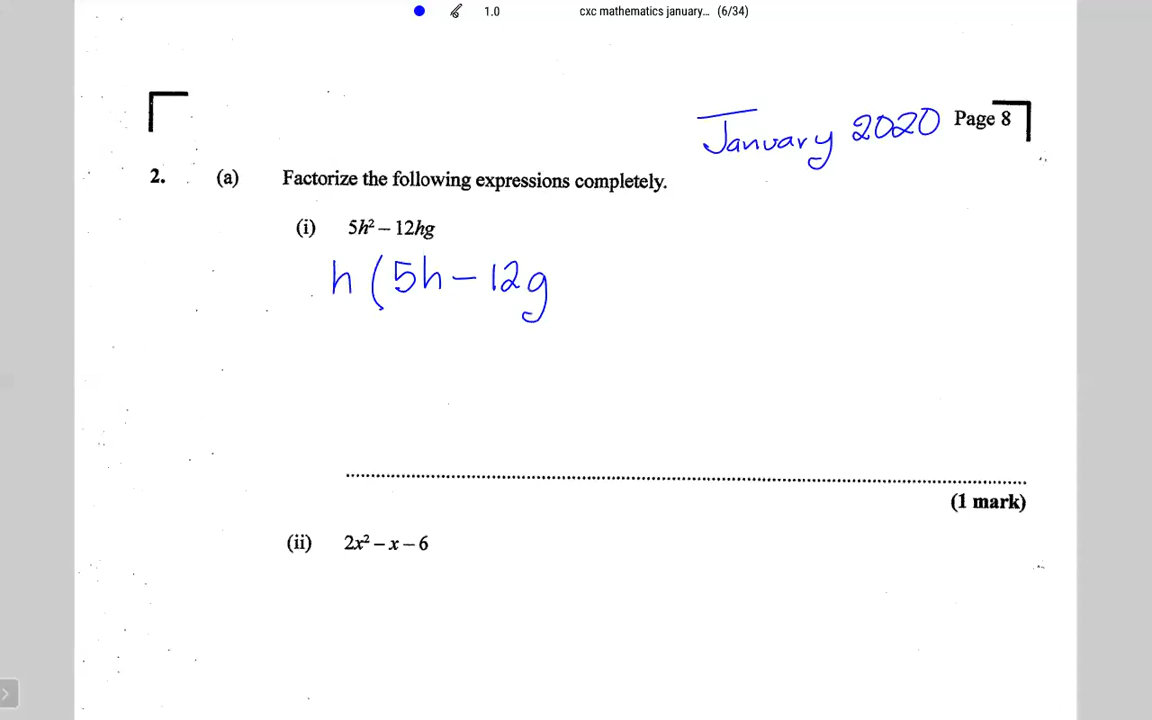 1.0 cxc mathematics january... (6/34)
January 2020 Page 8
2. (a) Factorize the following expressions completely.
(i) 5h² – 12hg
h (5h – 12g
(1 mark)
(ii) 2x² – x – 6